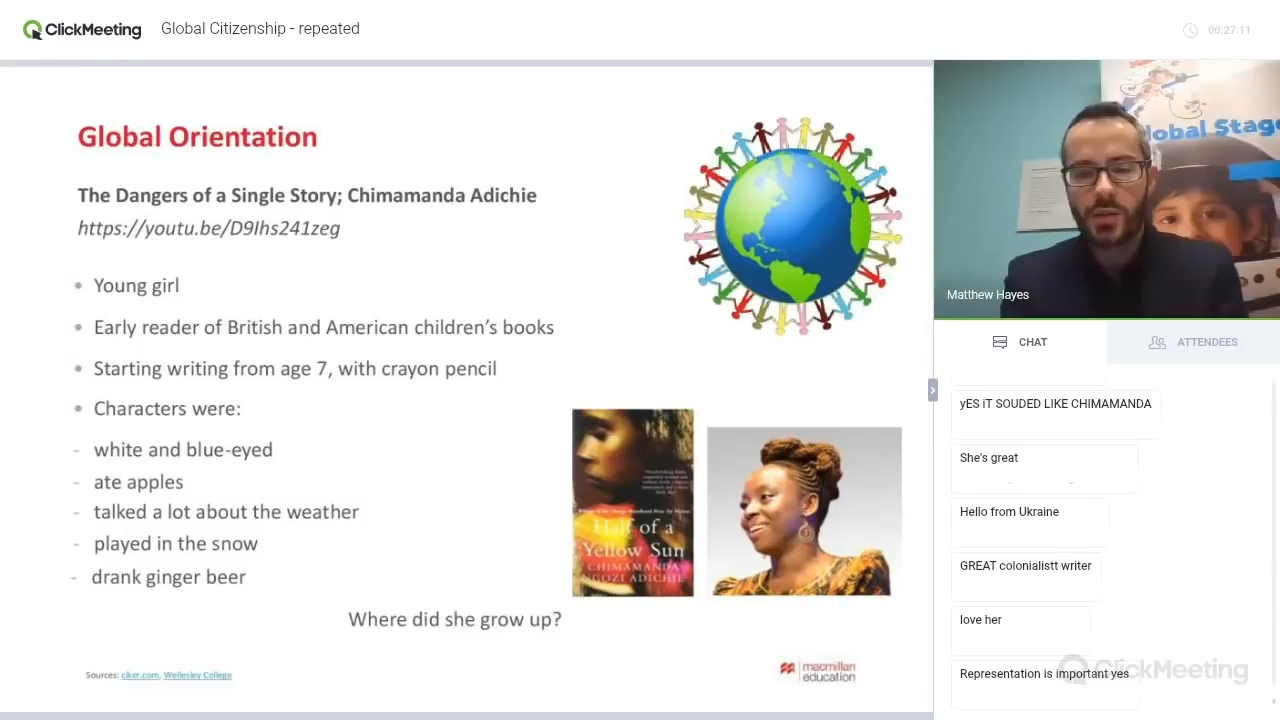 ClickMeeting
Global Citizenship - repeated
00:27:11
Global Orientation
The Dangers of a Single Story; Chimamanda Adichie
https://youtu.be/D9Ihs241zeg
• Young girl
• Early reader of British and American children's books
• Starting writing from age 7, with crayon pencil
• Characters were:
- white and blue-eyed
- ate apples
- talked a lot about the weather
- played in the snow
- drank ginger beer
Where did she grow up?
Half of a
Yellow Sun
CHIMAMANDA
NGOZI ADICHIE
Sources: clker.com, Wellesley College
macmillan
education
lobal Stag
Matthew Hayes
CHAT
ATTENDEES
yES iT SOUDED LIKE CHIMAMANDA
She's great
Hello from Ukraine
GREAT colonialistt writer
love her
Representation is important yes
ClickMeeting